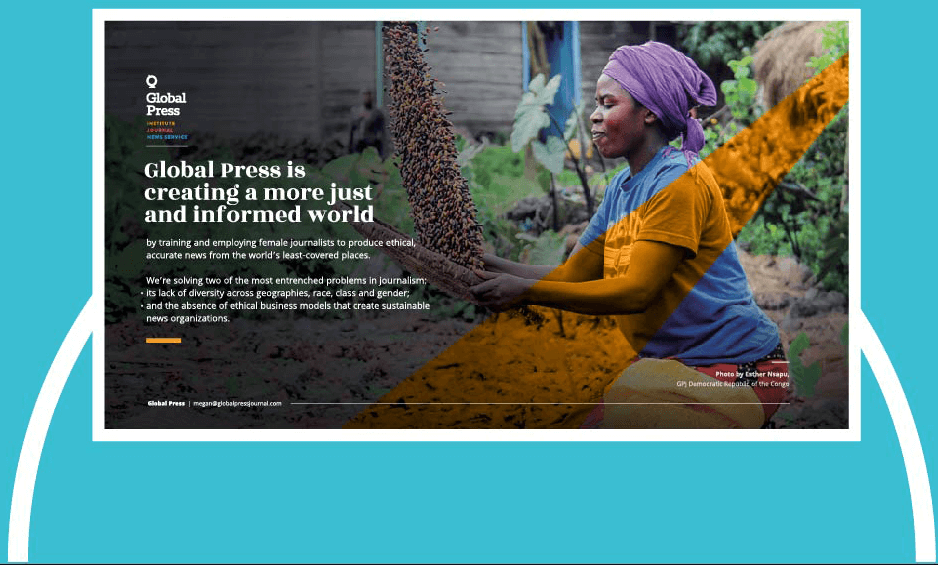 Global
Press
INSTITUTE
JOURNAL
NEWS SERVICE
Global Press is
creating a more just
and informed world
by training and employing female journalists to produce ethical,
accurate news from the world's least-covered places.
We're solving two of the most entrenched problems in journalism:
• its lack of diversity across geographies, race, class and gender;
• and the absence of ethical business models that create sustainable
news organizations.
Photo by Esther Nsapu,
GPJ Democratic Republic of the Congo
Global Press | megan@globalpressjournal.com